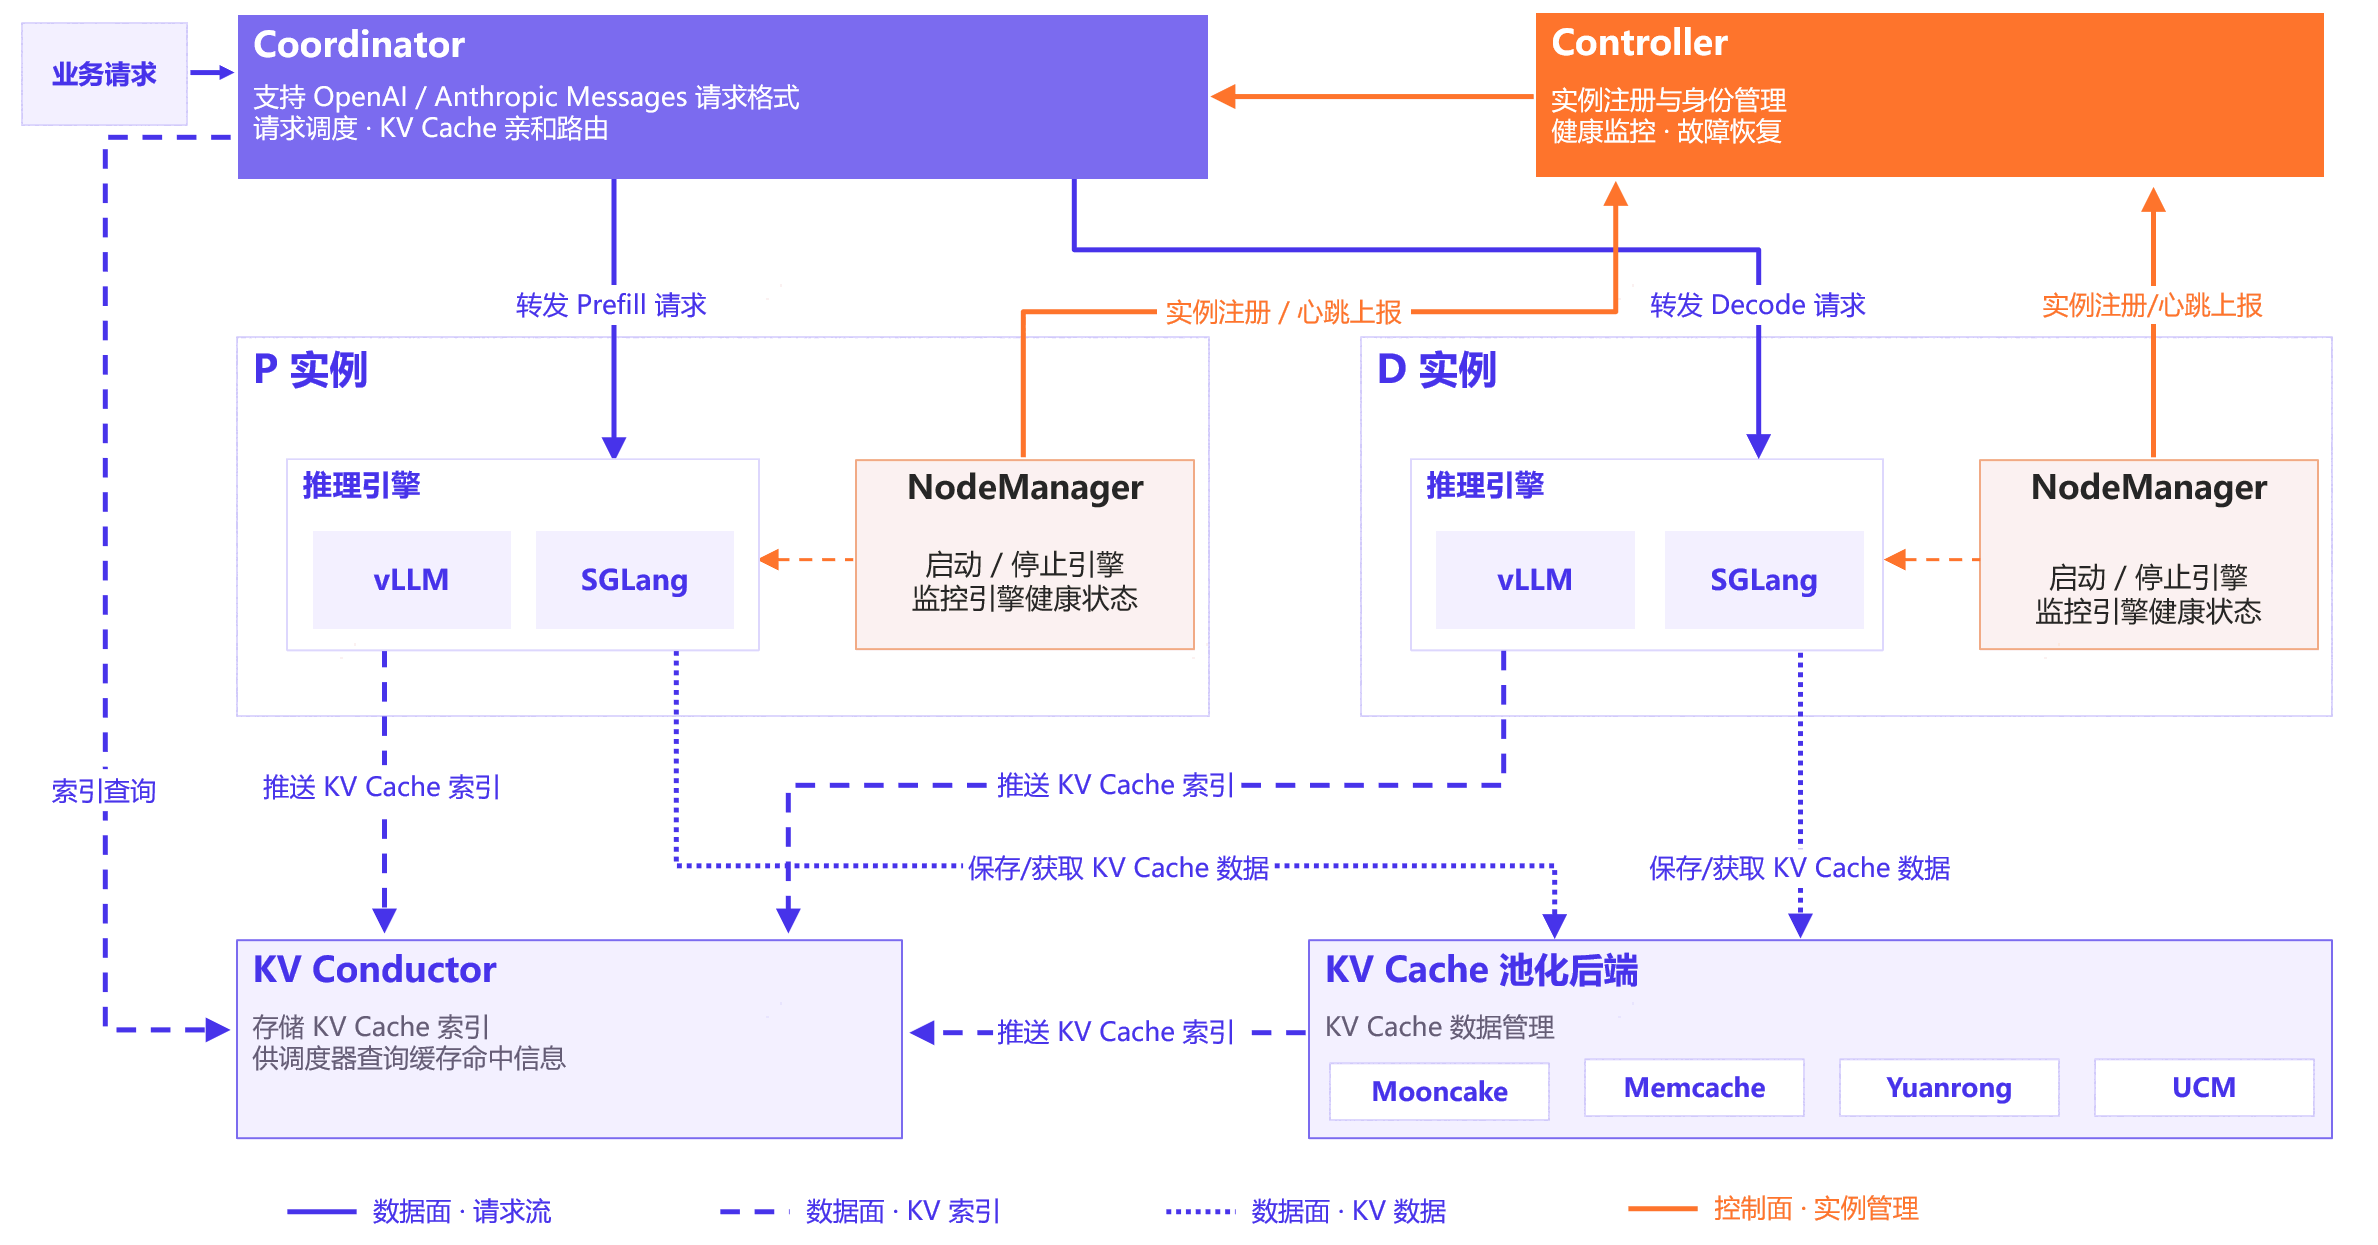 业务请求
Coordinator
支持 OpenAI / Anthropic Messages 请求格式
请求调度 · KV Cache 亲和路由
Controller
实例注册与身份管理
健康监控 · 故障恢复
转发 Prefill 请求
实例注册 / 心跳上报
转发 Decode 请求
实例注册/心跳上报
P 实例
推理引擎
vLLM
SGLang
NodeManager
启动 / 停止引擎
监控引擎健康状态
D 实例
推理引擎
vLLM
SGLang
NodeManager
启动 / 停止引擎
监控引擎健康状态
索引查询
推送 KV Cache 索引
推送 KV Cache 索引
保存/获取 KV Cache 数据
保存/获取 KV Cache 数据
KV Conductor
存储 KV Cache 索引
供调度器查询缓存命中信息
推送 KV Cache 索引
KV Cache 池化后端
KV Cache 数据管理
Mooncake
Memcache
Yuanrong
UCM
数据面 · 请求流
数据面 · KV 索引
数据面 · KV 数据
控制面 · 实例管理